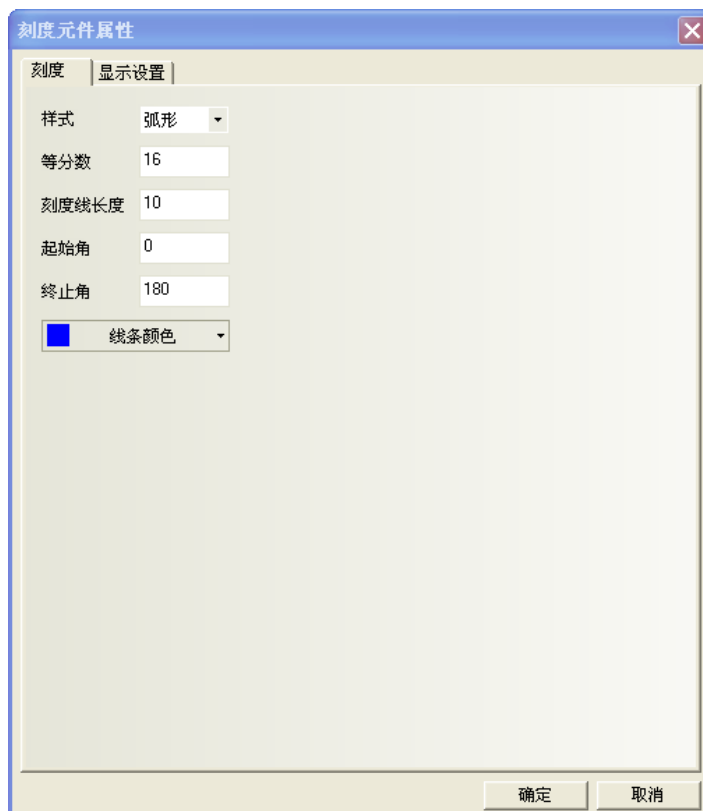 刻度元件属性
刻度 显示设置
样式 弧形
等分数 16
刻度线长度 10
起始角 0
终止角 180
线条颜色
确定 取消